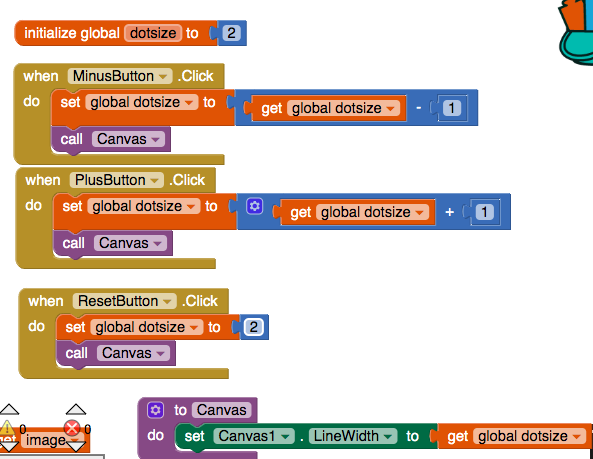 initialize global dotsize to 2
when MinusButton .Click
do set global dotsize to get global dotsize - 1
call Canvas
when PlusButton .Click
do set global dotsize to get global dotsize + 1
call Canvas
when ResetButton .Click
do set global dotsize to 2
call Canvas
to Canvas
0 0
do set Canvas1 . LineWidth to get global dotsize
get image